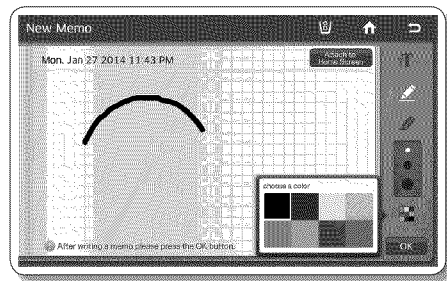 New Memo
Mon. Jan 27 2014 11:43 PM
Attach to
Home Screen
T
choose a color
After writing a memo please press the OK button.
OK